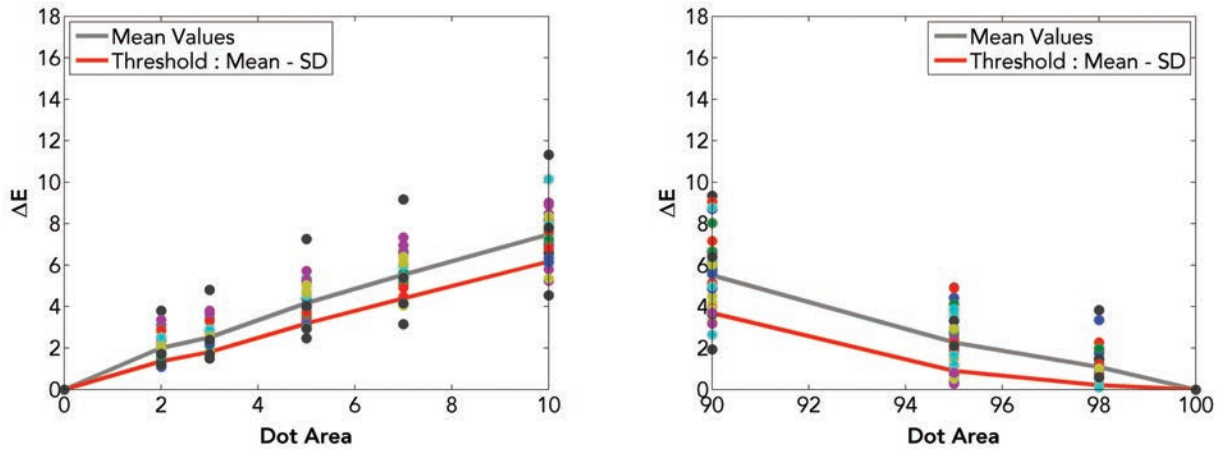 18
16
14
12
10
8
6
4
2
0
ΔE
Mean Values
Threshold : Mean - SD
0 2 4 6 8 10
Dot Area
18
16
14
12
10
8
6
4
2
0
ΔE
Mean Values
Threshold : Mean - SD
90 92 94 96 98 100
Dot Area